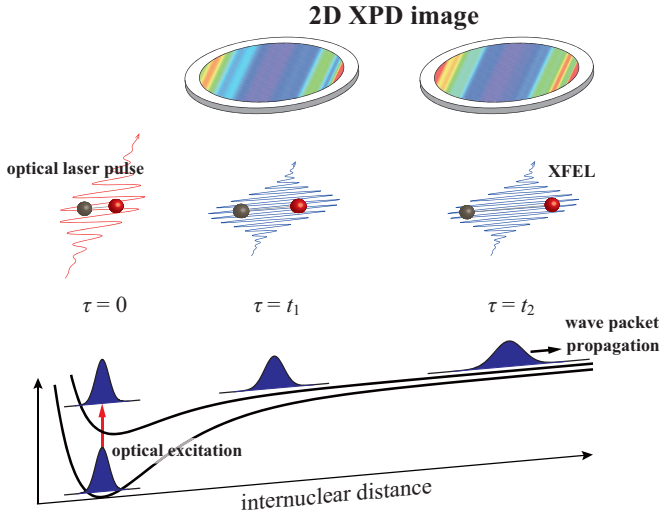 2D XPD image
optical laser pulse
XFEL
τ = 0
τ = t₁
τ = t₂
wave packet
propagation
optical excitation
internuclear distance